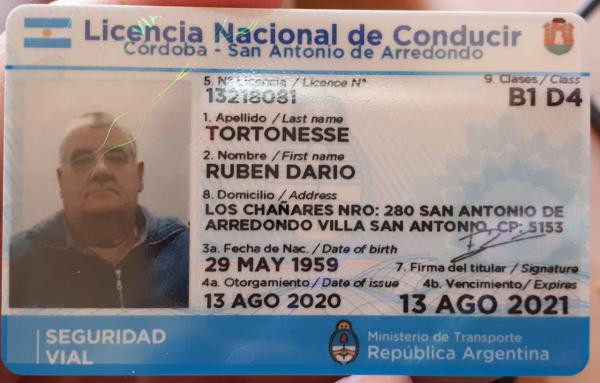 Licencia Nacional de Conducir
Córdoba - San Antonio de Arredondo
5. Nº Licencia / Licence Nº
9. Clases / Class
13218081
B1 D4
1. Apellido / Last name
TORTONESSE
2. Nombre / First name
RUBEN DARIO
8. Domicilio / Address
LOS CHAÑARES NRO: 280 SAN ANTONIO DE
ARREDONDO VILLA SAN ANTONIO, CP: 5153
3a. Fecha de Nac. / Date of birth
29 MAY 1959
7. Firma del titular / Signature
4a. Otorgamiento / Date of issue
4b. Vencimiento / Expires
13 AGO 2020
13 AGO 2021
SEGURIDAD
VIAL
Ministerio de Transporte
República Argentina